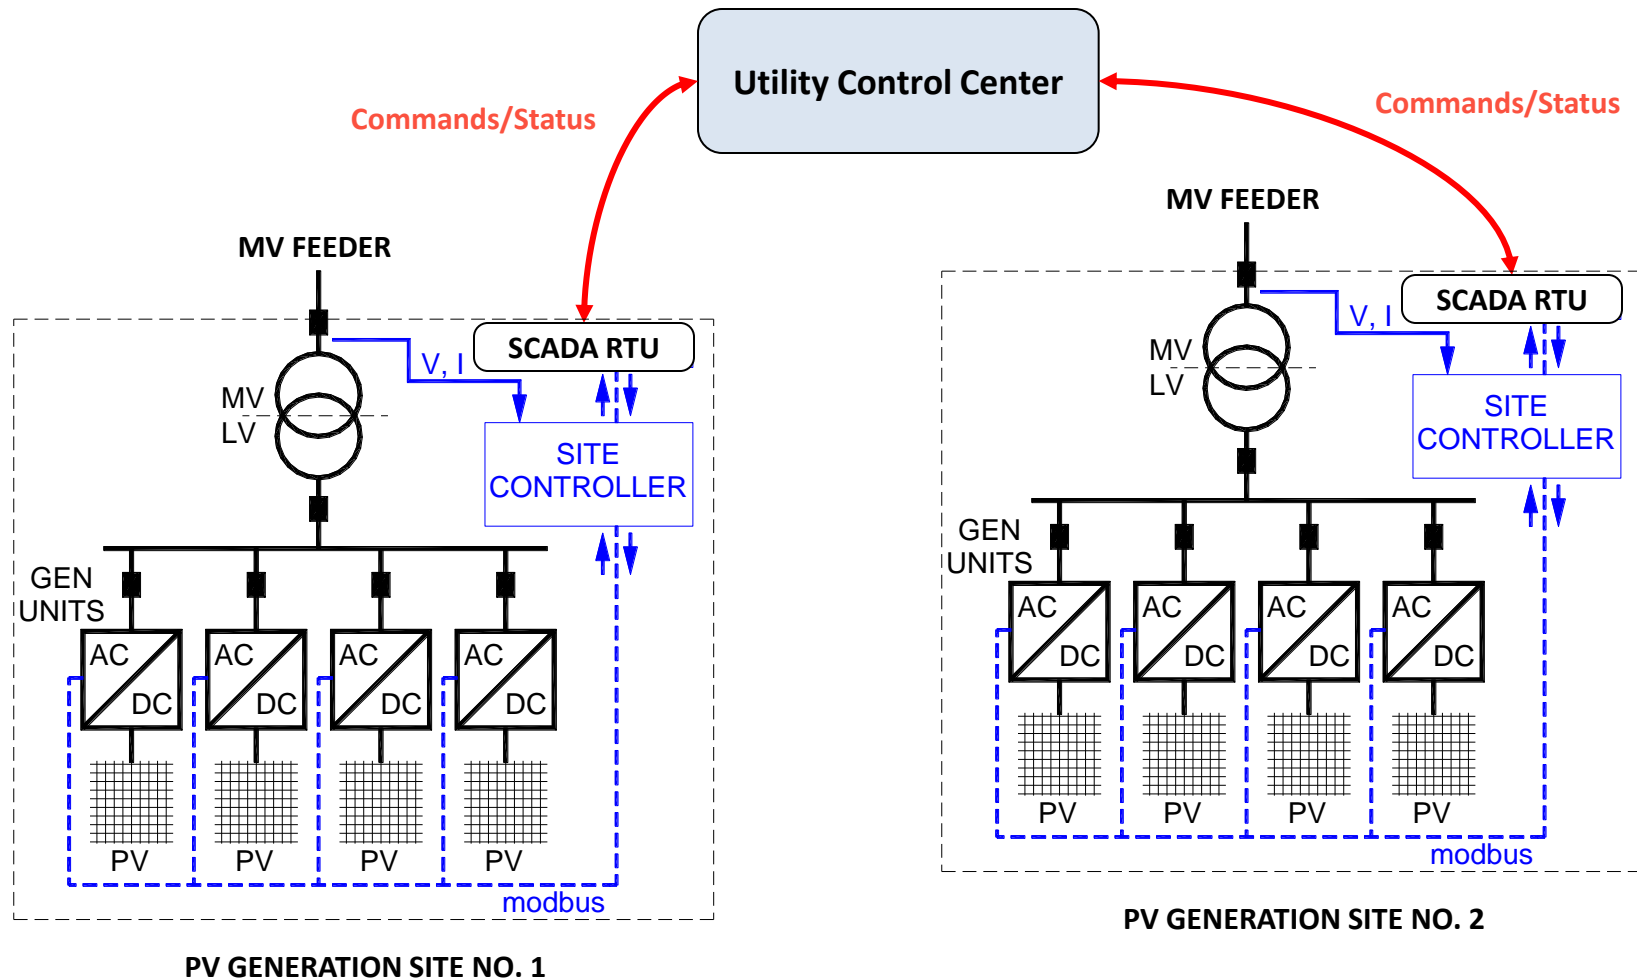 Utility Control Center
Commands/Status
Commands/Status
MV FEEDER
SCADA RTU
V, I
MV
LV
SITE
CONTROLLER
GEN
UNITS
AC
DC
AC
DC
AC
DC
AC
DC
PV
PV
PV
PV
modbus
PV GENERATION SITE NO. 1
MV FEEDER
SCADA RTU
V, I
MV
LV
SITE
CONTROLLER
GEN
UNITS
AC
DC
AC
DC
AC
DC
AC
DC
PV
PV
PV
PV
modbus
PV GENERATION SITE NO. 2